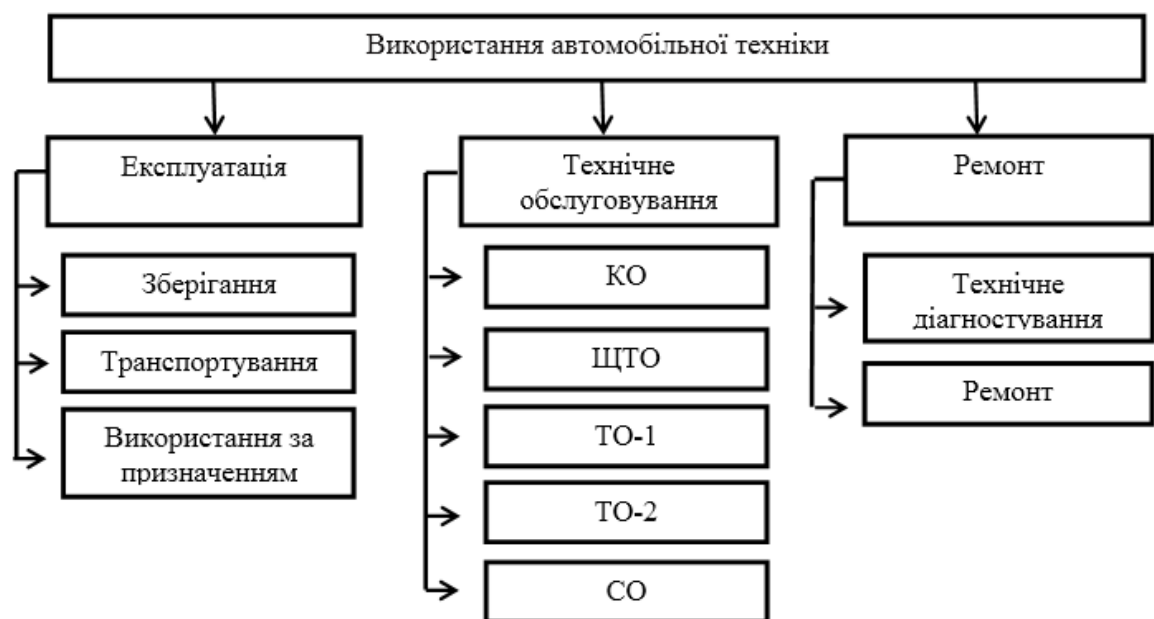 Використання автомобільної техніки
Експлуатація
Зберігання
Транспортування
Використання за
призначенням
Технічне
обслуговування
КО
ЩТО
ТО-1
ТО-2
СО
Ремонт
Технічне
діагностування
Ремонт